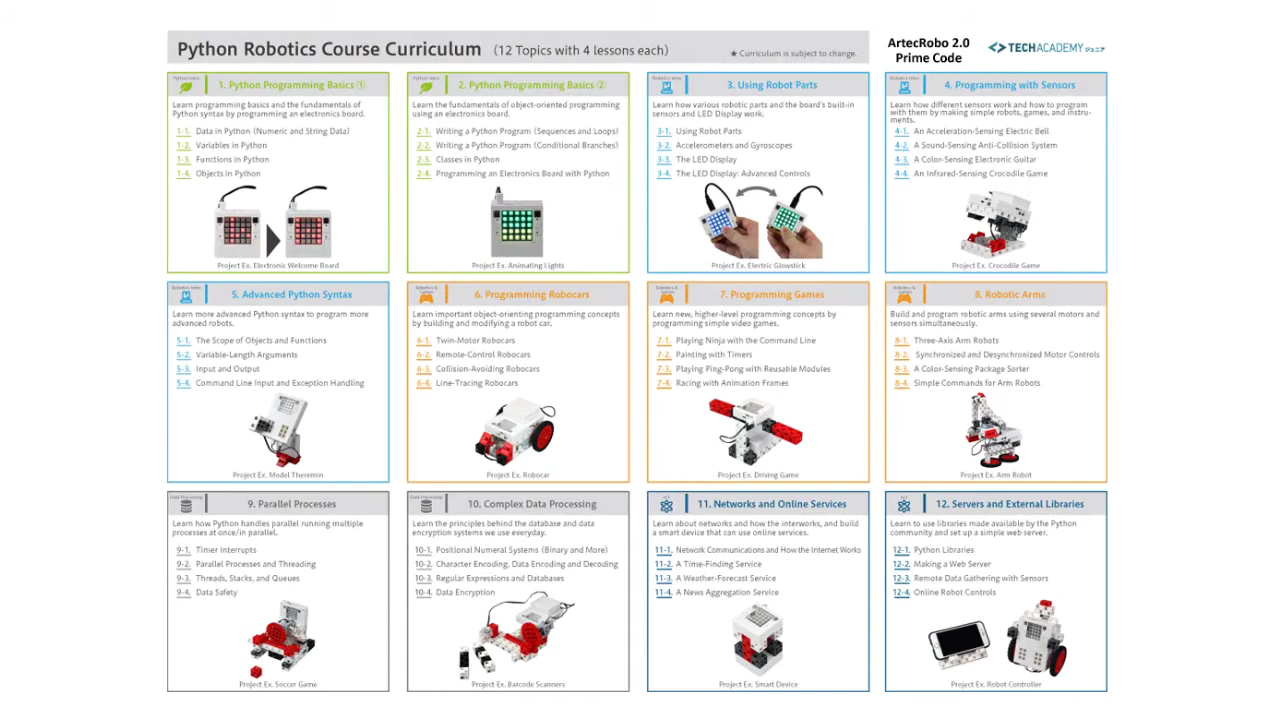 Python Robotics Course Curriculum (12 Topics with 4 lessons each)
★ Curriculum is subject to change.
ArtecRobo 2.0
Prime Code
<> TECHACADEMY ジュニア
1. Python Programming Basics ①
Learn programming basics and the fundamentals of
Python syntax by programming an electronics board.
1-1. Data in Python (Numeric and String Data)
1-2. Variables in Python
1-3. Functions in Python
1-4. Objects in Python
Project Ex. Electronic Welcome Board
2. Python Programming Basics ②
Learn the fundamentals of object-oriented programming
using an electronics board.
2-1. Writing a Python Program (Sequences and Loops)
2-2. Writing a Python Program (Conditional Branches)
2-3. Classes in Python
2-4. Programming an Electronics Board with Python
Project Ex. Animating Lights
3. Using Robot Parts
Learn how various robotic parts and the board's built-in
sensors and LED Display work.
3-1. Using Robot Parts
3-2. Accelerometers and Gyroscopes
3-3. The LED Display
3-4. The LED Display: Advanced Controls
Project Ex. Electric Glowstick
4. Programming with Sensors
Learn how different sensors work and how to program
with them by making simple robots, games, and instru-
ments.
4-1. An Acceleration-Sensing Electric Bell
4-2. A Sound-Sensing Anti-Collision System
4-3. A Color-Sensing Electronic Guitar
4-4. An Infrared-Sensing Crocodile Game
Project Ex. Crocodile Game
5. Advanced Python Syntax
Learn more advanced Python syntax to program more
advanced robots.
5-1. The Scope of Objects and Functions
5-2. Variable-Length Arguments
5-3. Input and Output
5-4. Command Line Input and Exception Handling
Project Ex. Model Theremin
Robotics &
Games
6. Programming Robocars
Learn important object-orienting programming concepts
by building and modifying a robot car.
6-1. Twin-Motor Robocars
6-2. Remote-Control Robocars
6-3. Collision-Avoiding Robocars
6-4. Line-Tracing Robocars
Project Ex. Robocar
Robotics &
Games
7. Programming Games
Learn new, higher-level programming concepts by
programming simple video games.
7-1. Playing Ninja with the Command Line
7-2. Painting with Timers
7-3. Playing Ping-Pong with Reusable Modules
7-4. Racing with Animation Frames
Project Ex. Driving Game
Robotics &
Games
8. Robotic Arms
Build and program robotic arms using several motors and
sensors simultaneously.
8-1. Three-Axis Arm Robots
8-2. Synchronized and Desynchronized Motor Controls
8-3. A Color-Sensing Package Sorter
8-4. Simple Commands for Arm Robots
Project Ex. Arm Robot
Data Processing
9. Parallel Processes
Learn how Python handles parallel running multiple
processes at once/in parallel.
9-1. Timer Interrupts
9-2. Parallel Processes and Threading
9-3. Threads, Stacks, and Queues
9-4. Data Safety
Project Ex. Soccer Game
Data Processing
10. Complex Data Processing
Learn the principles behind the database and data
encryption systems we use everyday.
10-1. Positional Numeral Systems (Binary and More)
10-2. Character Encoding, Data Encoding and Decoding
10-3. Regular Expressions and Databases
10-4. Data Encryption
Project Ex. Barcode Scanners
IoT
11. Networks and Online Services
Learn about networks and how the interworks, and build
a smart device that can use online services.
11-1. Network Communications and How the Internet Works
11-2. A Time-Finding Service
11-3. A Weather-Forecast Service
11-4. A News Aggregation Service
Project Ex. Smart Device
IoT
12. Servers and External Libraries
Learn to use libraries made available by the Python
community and set up a simple web server.
12-1. Python Libraries
12-2. Making a Web Server
12-3. Remote Data Gathering with Sensors
12-4. Online Robot Controls
Project Ex. Robot Controller